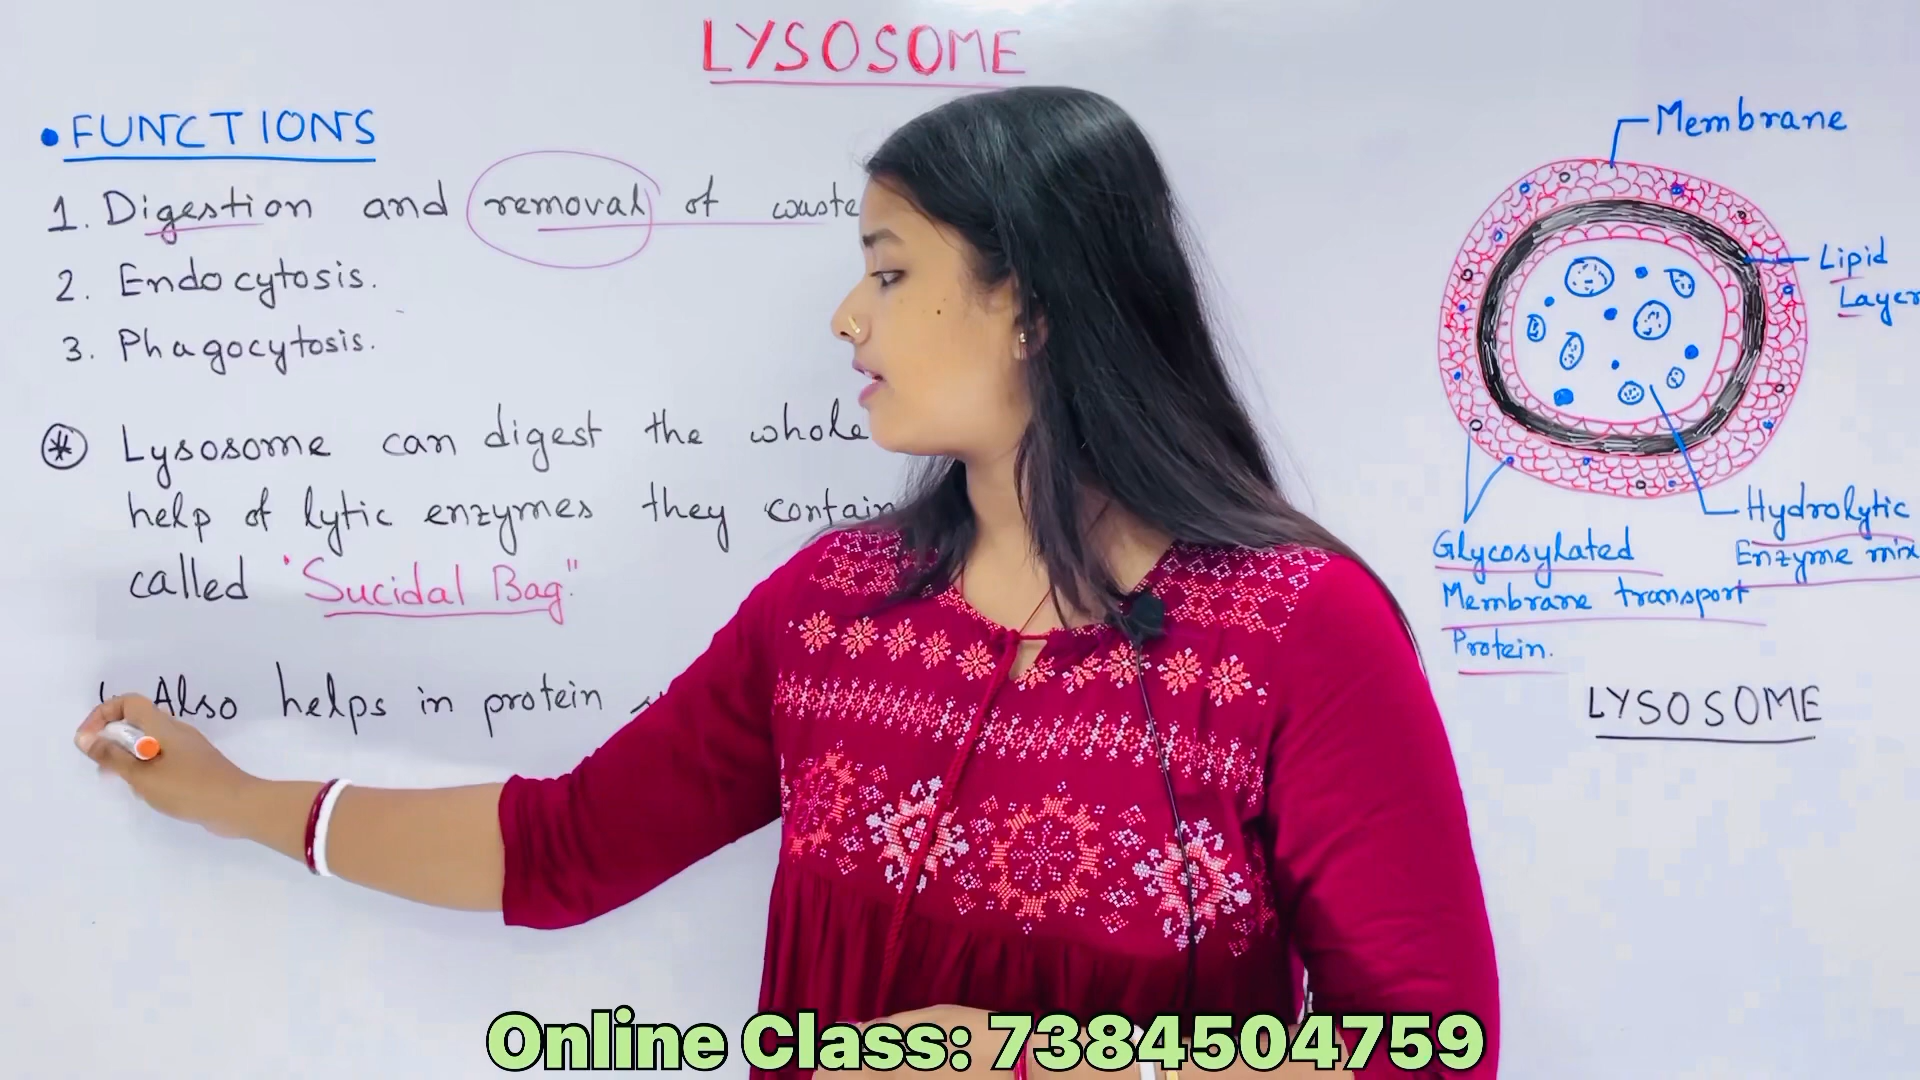 LYSOSOME
• FUNCTIONS
1. Digestion and removal of waste
2. Endocytosis.
3. Phagocytosis.
* Lysosome can digest the whole
help of lytic enzymes they contain
called "Sucidal Bag"
Also helps in protein
Membrane
Lipid
Layer
Hydrolytic
Enzyme mix
Glycosylated
Membrane transport
Protein.
LYSOSOME
Online Class: 7384504759